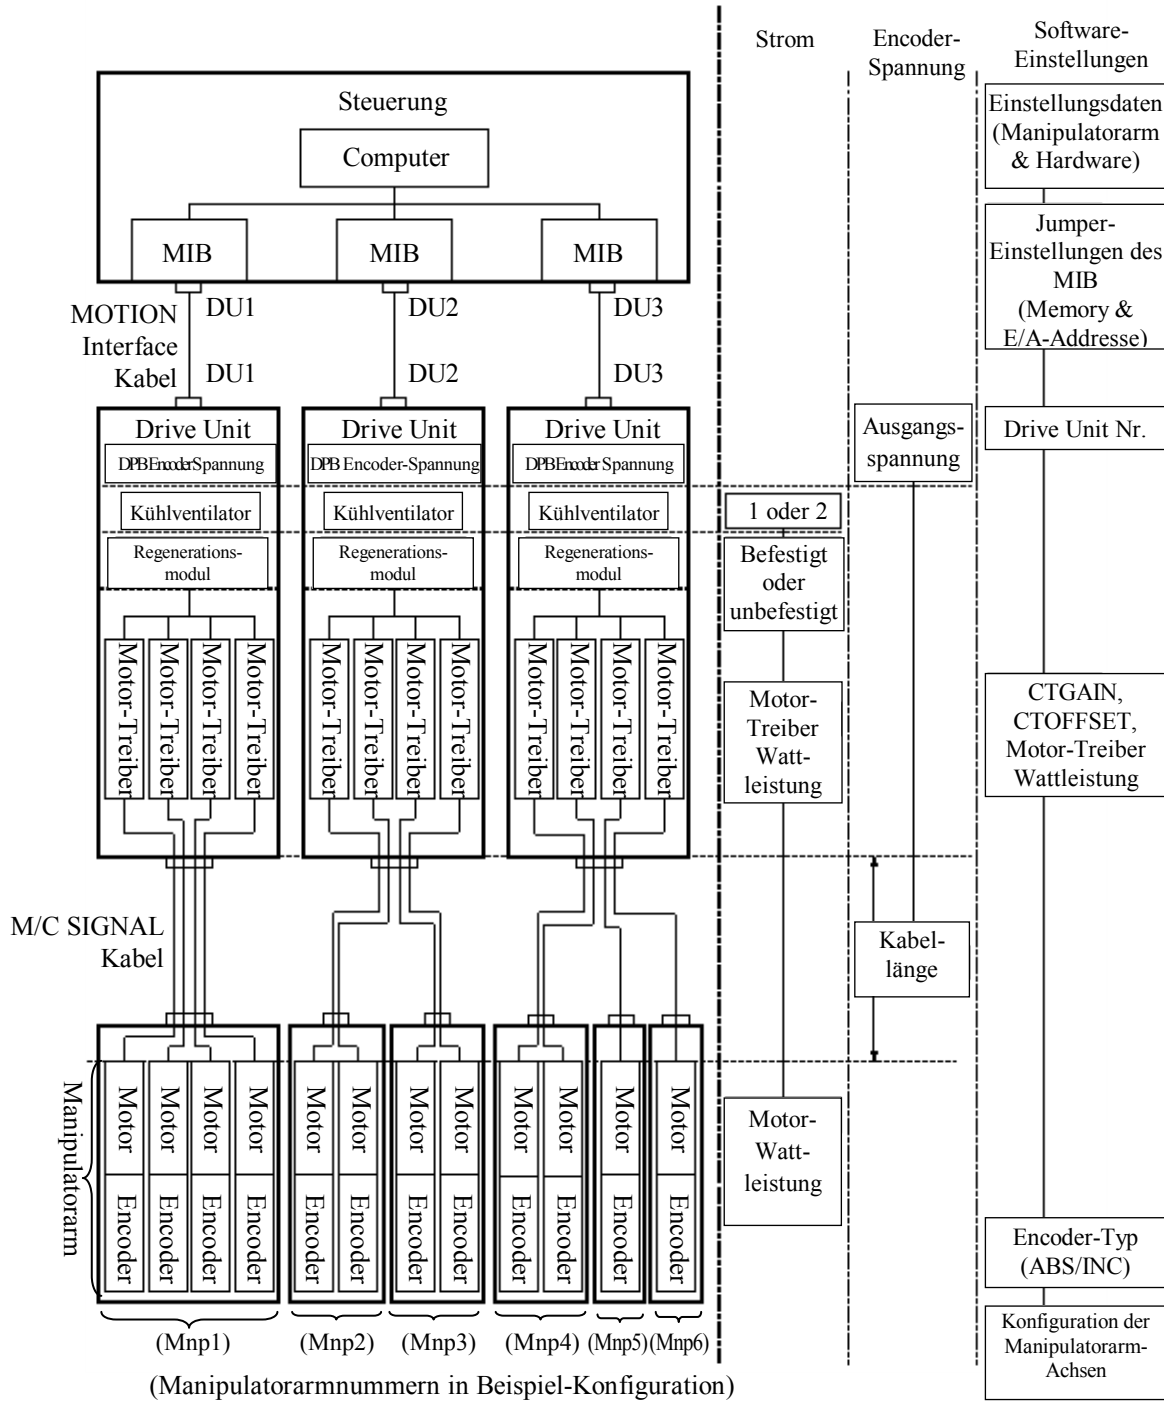 Strom
Encoder-
Spannung
Software-
Einstellungen
Steuerung
Computer
MIB
MIB
MIB
Einstellungsdaten
(Manipulatorarm
& Hardware)
Jumper-
Einstellungen des
MIB
(Memory &
E/A-Addresse)
MOTION
Interface
Kabel
DU1
DU2
DU3
DU1
DU2
DU3
Drive Unit
Drive Unit
Drive Unit
DPB Encoder Spannung
DPB Encoder-Spannung
DPB Encoder Spannung
Ausgangs-
spannung
Drive Unit Nr.
Kühlventilator
Kühlventilator
Kühlventilator
1 oder 2
Regenerations-
modul
Regenerations-
modul
Regenerations-
modul
Befestigt
oder
unbefestigt
Motor-Treiber
Motor-Treiber
Motor-Treiber
Motor-Treiber
Motor-Treiber
Motor-Treiber
Motor-Treiber
Motor-Treiber
Motor-Treiber
Motor-Treiber
Motor-Treiber
Motor-Treiber
Motor-
Treiber
Watt-
leistung
CTGAIN,
CTOFFSET,
Motor-Treiber
Wattleistung
M/C SIGNAL
Kabel
Kabel-
länge
Manipulatorarm
Motor
Motor
Motor
Motor
Motor
Motor
Motor
Motor
Motor
Motor
Motor
Motor
Encoder
Encoder
Encoder
Encoder
Encoder
Encoder
Encoder
Encoder
Encoder
Encoder
Encoder
Encoder
Motor-
Watt-
leistung
Encoder-Typ
(ABS/INC)
Konfiguration der
Manipulatorarm-
Achsen
(Mnp1)
(Mnp2)
(Mnp3)
(Mnp4)
(Mnp5)
(Mnp6)
(Manipulatorarmnummern in Beispiel-Konfiguration)